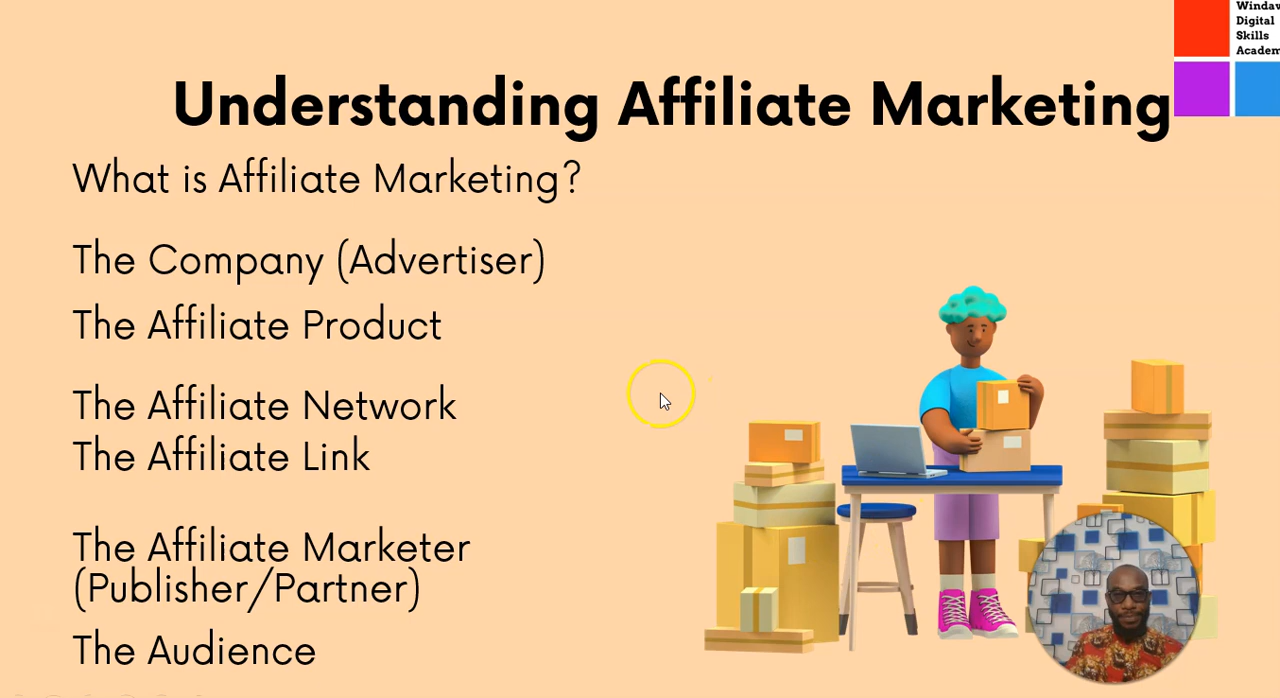 Understanding Affiliate Marketing
What is Affiliate Marketing?
The Company (Advertiser)
The Affiliate Product
The Affiliate Network
The Affiliate Link
The Affiliate Marketer
(Publisher/Partner)
The Audience
Digital
Skills